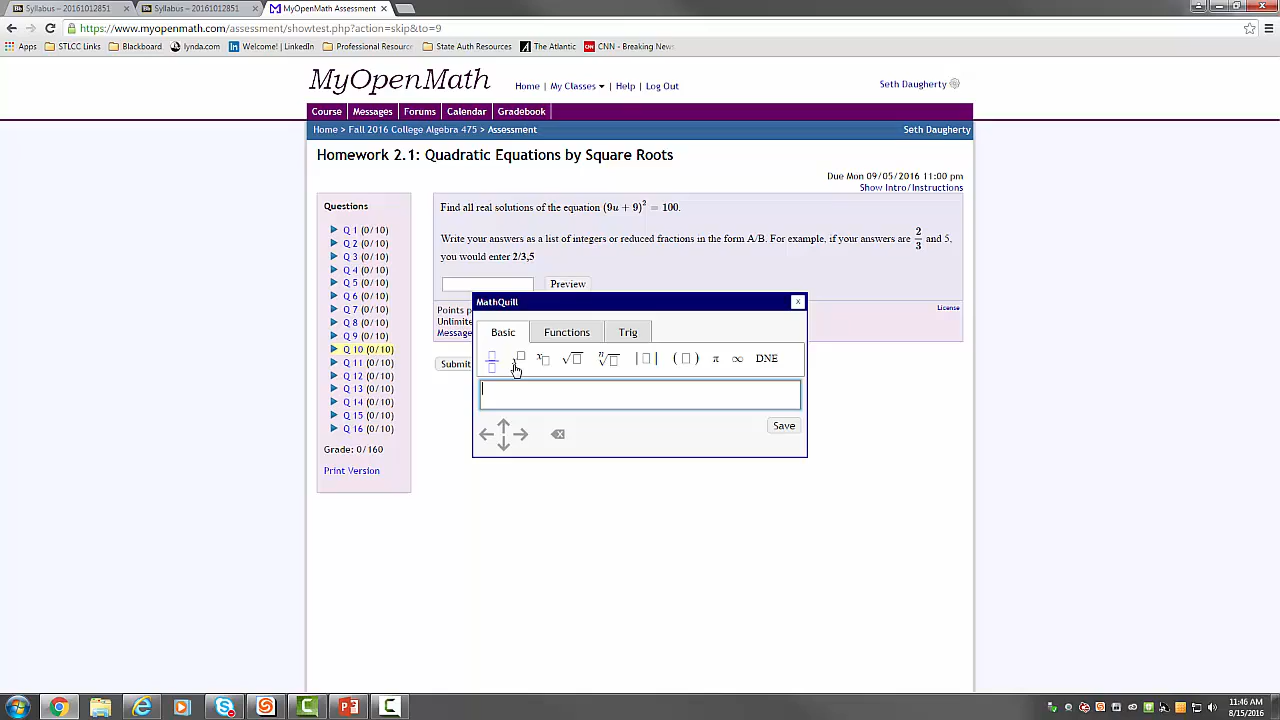 Syllabus – 20161012851
Syllabus – 20161012851
MyOpenMath Assessment
https://www.myopenmath.com/assessment/showtest.php?action=skip&to=9
Apps STLCC Links Blackboard lynda.com Welcome! | LinkedIn Professional Resource State Auth Resources The Atlantic CNN - Breaking News
MyOpenMath
Home | My Classes | Help | Log Out
Seth Daugherty
Course Messages Forums Calendar Gradebook
Home > Fall 2016 College Algebra 475 > Assessment
Seth Daugherty
Homework 2.1: Quadratic Equations by Square Roots
Due Mon 09/05/2016 11:00 pm
Show Intro/Instructions
Questions
Q 1 (0/10)
Q 2 (0/10)
Q 3 (0/10)
Q 4 (0/10)
Q 5 (0/10)
Q 6 (0/10)
Q 7 (0/10)
Q 8 (0/10)
Q 9 (0/10)
Q 10 (0/10)
Q 11 (0/10)
Q 12 (0/10)
Q 13 (0/10)
Q 14 (0/10)
Q 15 (0/10)
Q 16 (0/10)
Grade: 0/160
Print Version
Find all real solutions of the equation (9u + 9)² = 100.
Write your answers as a list of integers or reduced fractions in the form A/B. For example, if your answers are 2/3 and 5,
you would enter 2/3,5
Preview
Points p
Unlimite
Message
License
Submit
MathQuill
x
Basic Functions Trig
π ∞ DNE
Save
11:46 AM
8/15/2016